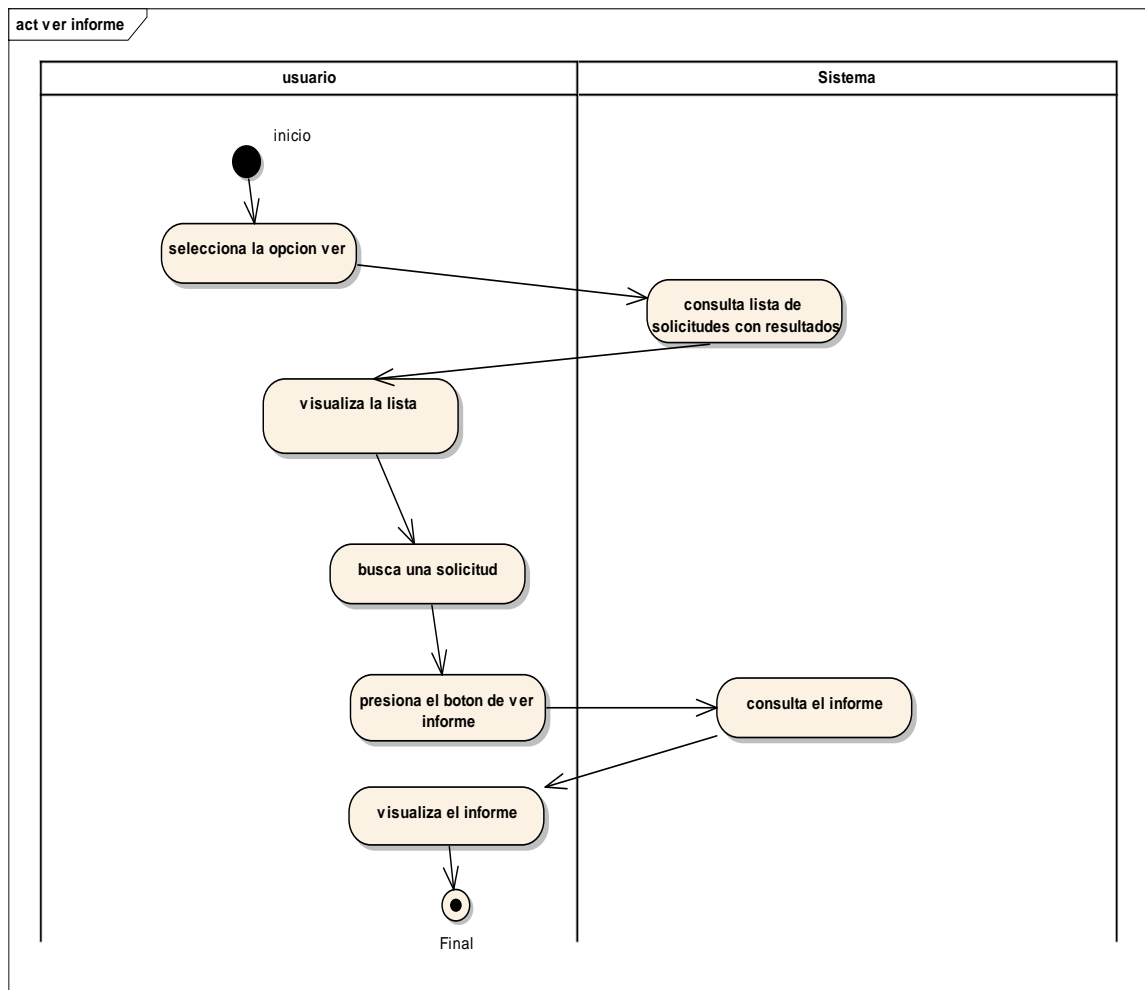 act ver informe
usuario
Sistema
inicio
selecciona la opcion ver
consulta lista de
solicitudes con resultados
visualiza la lista
busca una solicitud
presiona el boton de ver
informe
consulta el informe
visualiza el informe
Final